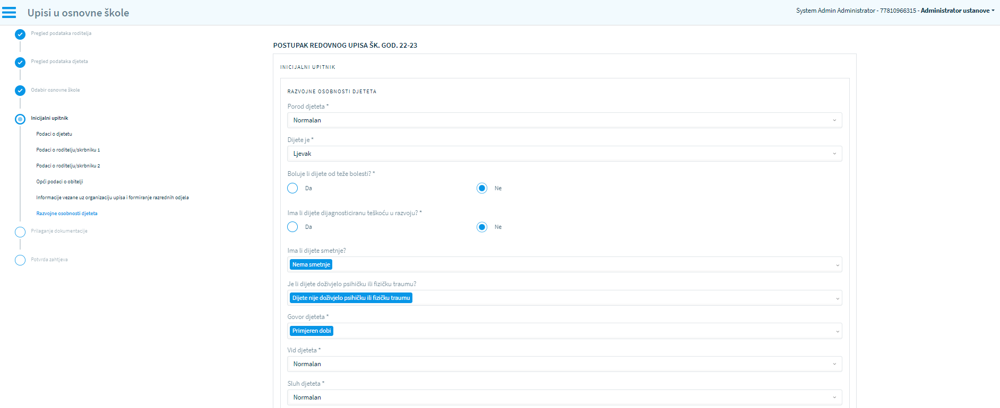 Upisi u osnovne škole
System Admin Administrator - 77810966315 - Administrator ustanove
Pregled podataka roditelja
Pregled podataka djeteta
Odabir osnovne škole
Inicijalni upitnik
Podaci o djetetu
Podaci o roditelju/skrbniku 1
Podaci o roditelju/skrbniku 2
Opći podaci o obitelji
Informacije vezane uz organizaciju upisa i formiranje razrednih odjela
Razvojne osobnosti djeteta
Prilaganje dokumentacije
Potvrda zahtjeva
POSTUPAK REDOVNOG UPISA ŠK. GOD. 22-23
INICIJALNI UPITNIK
RAZVOJNE OSOBNOSTI DJETETA
Porod djeteta *
Normalan
Dijete je *
Ljevak
Boluje li dijete od teže bolesti? *
Da Ne
Ima li dijete dijagnosticiranu teškoću u razvoju? *
Da Ne
Ima li dijete smetnje?
Nema smetnje
Je li dijete doživjelo psihičku ili fizičku traumu?
Dijete nije doživjelo psihičku ili fizičku traumu
Govor djeteta *
Primjeren dobi
Vid djeteta *
Normalan
Sluh djeteta *
Normalan